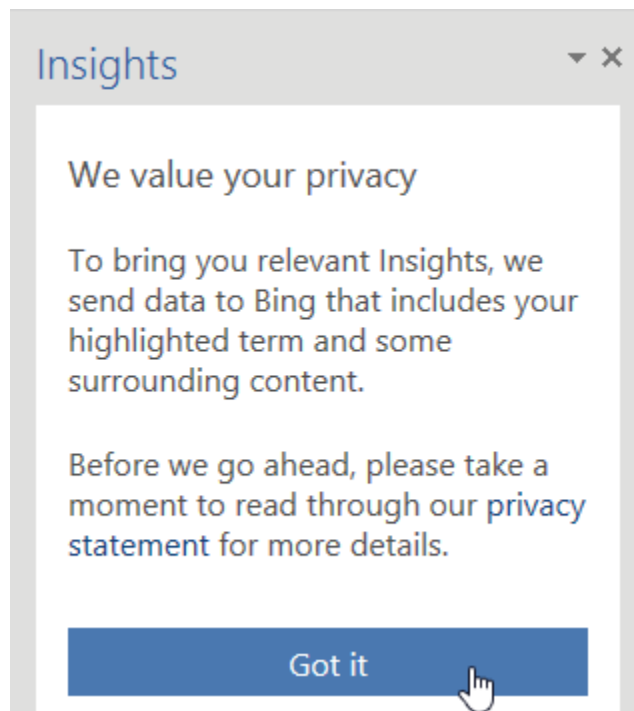 Insights
We value your privacy
To bring you relevant Insights, we
send data to Bing that includes your
highlighted term and some
surrounding content.
Before we go ahead, please take a
moment to read through our privacy
statement for more details.
Got it